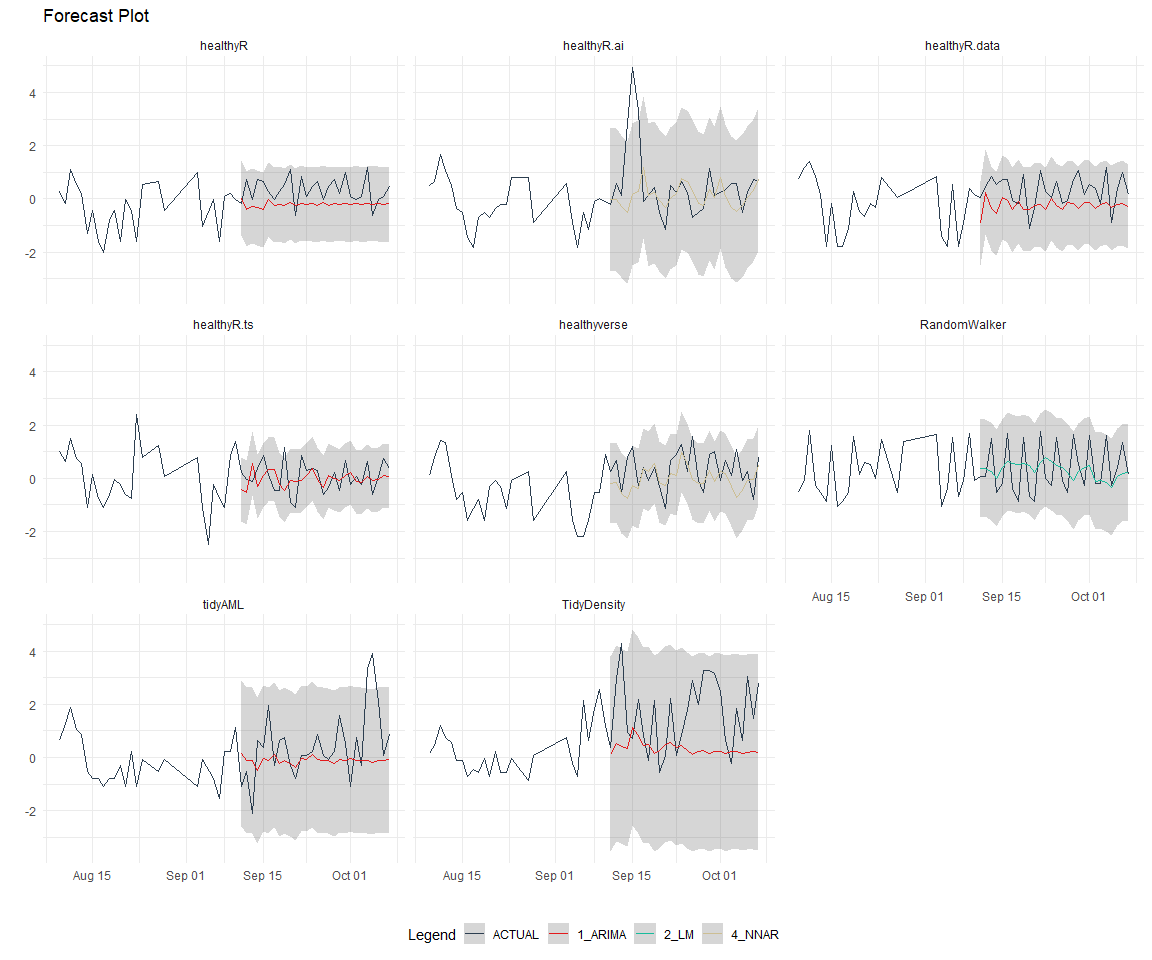 Forecast Plot
healthyR healthyR.ai healthyR.data
4
2
0
-2
healthyR.ts healthyverse RandomWalker
4
2
0
-2
Aug 15 Sep 01 Sep 15 Oct 01
tidyAML TidyDensity
4
2
0
-2
Aug 15 Sep 01 Sep 15 Oct 01 Aug 15 Sep 01 Sep 15 Oct 01
Legend ACTUAL 1_ARIMA 2_LM 4_NNAR